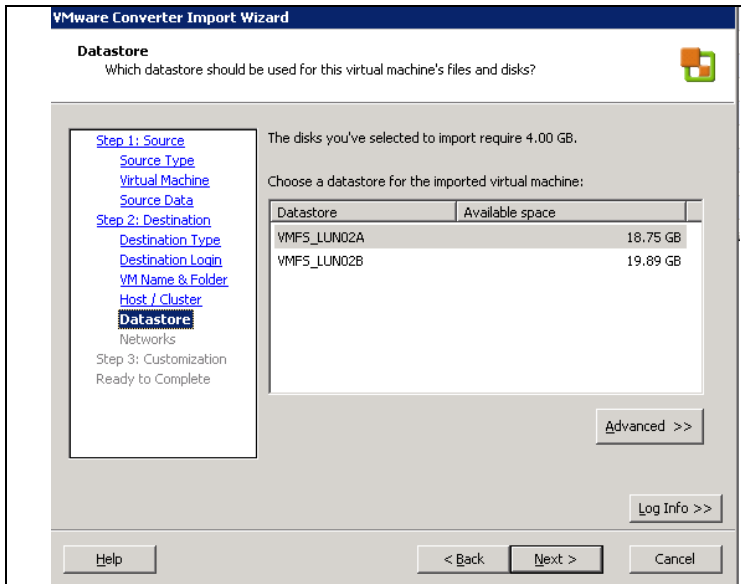 VMware Converter Import Wizard
Datastore
Which datastore should be used for this virtual machine's files and disks?
Step 1: Source
Source Type
Virtual Machine
Source Data
Step 2: Destination
Destination Type
Destination Login
VM Name & Folder
Host / Cluster
Datastore
Networks
Step 3: Customization
Ready to Complete
The disks you've selected to import require 4.00 GB.
Choose a datastore for the imported virtual machine:
Datastore Available space
VMFS_LUN02A 18.75 GB
VMFS_LUN02B 19.89 GB
Advanced >>
Log Info >>
Help < Back Next > Cancel